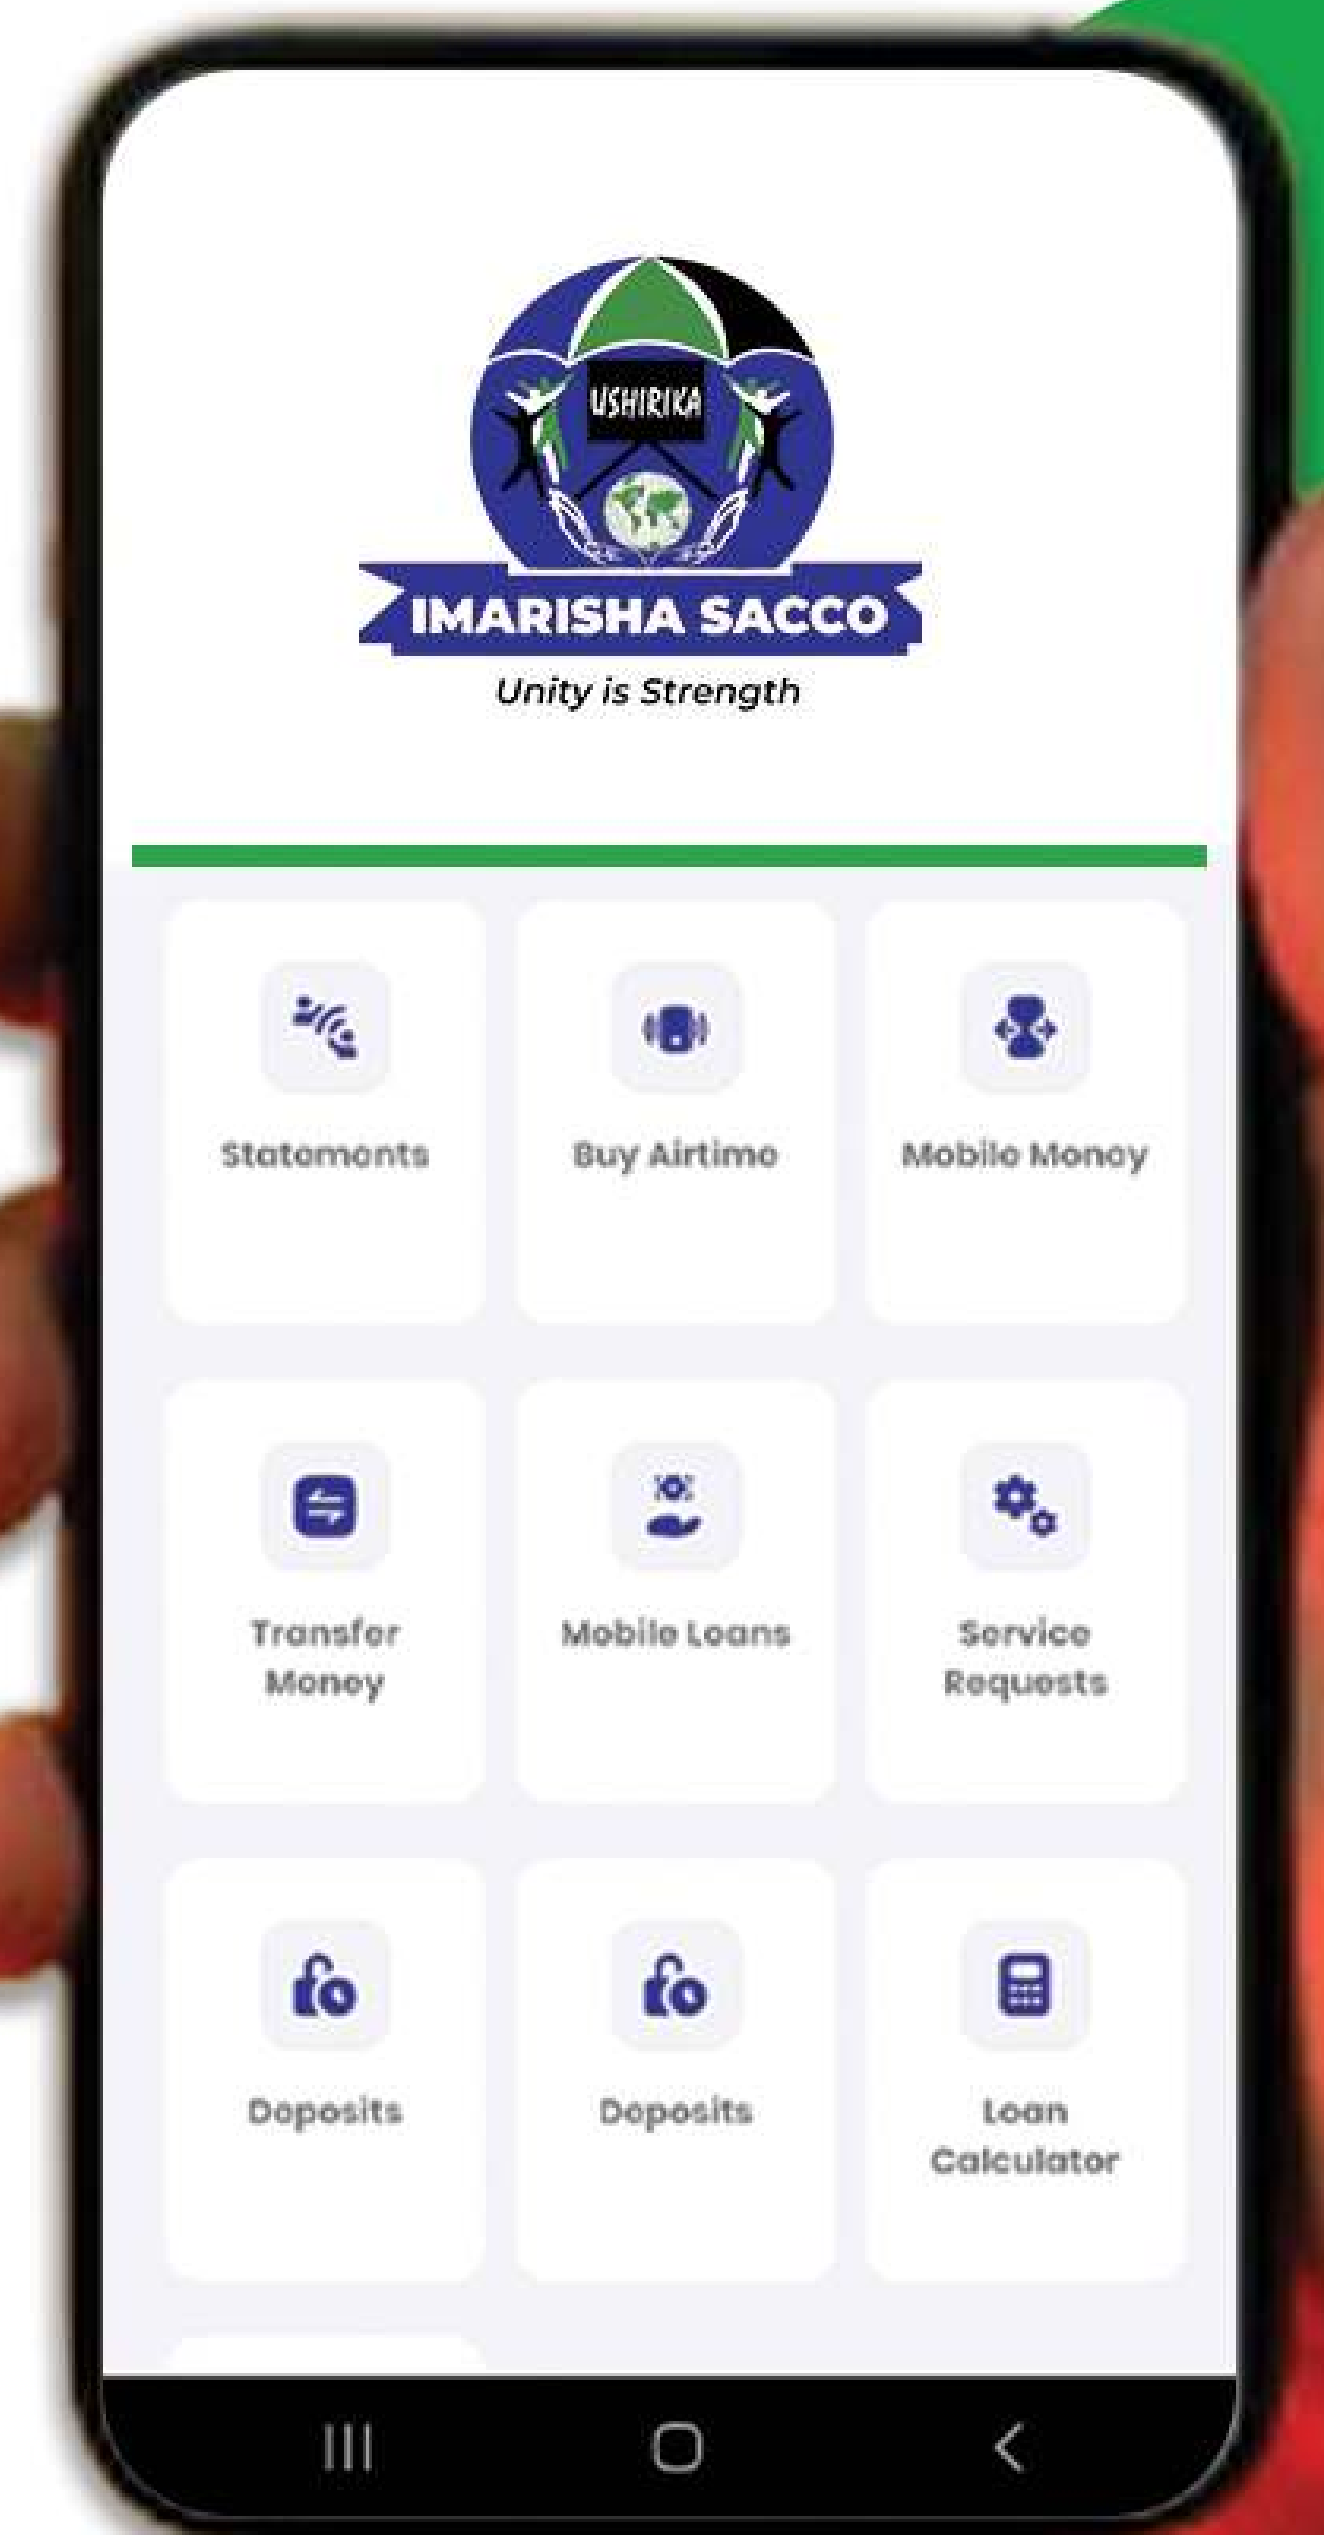 USHIRIKA
IMARISHA SACCO
Unity is Strength
Statements
Buy Airtime
Mobile Money
Transfer
Money
Mobile Loans
Service
Requests
Deposits
Deposits
Loan
Calculator